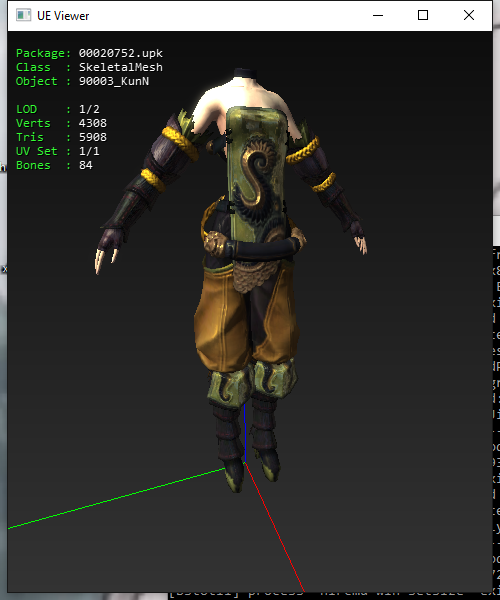 UE Viewer
Package: 00020752.upk
Class : SkeletalMesh
Object : 90003_KunN
LOD : 1/2
Verts : 4308
Tris : 5908
UV Set : 1/1
Bones : 84